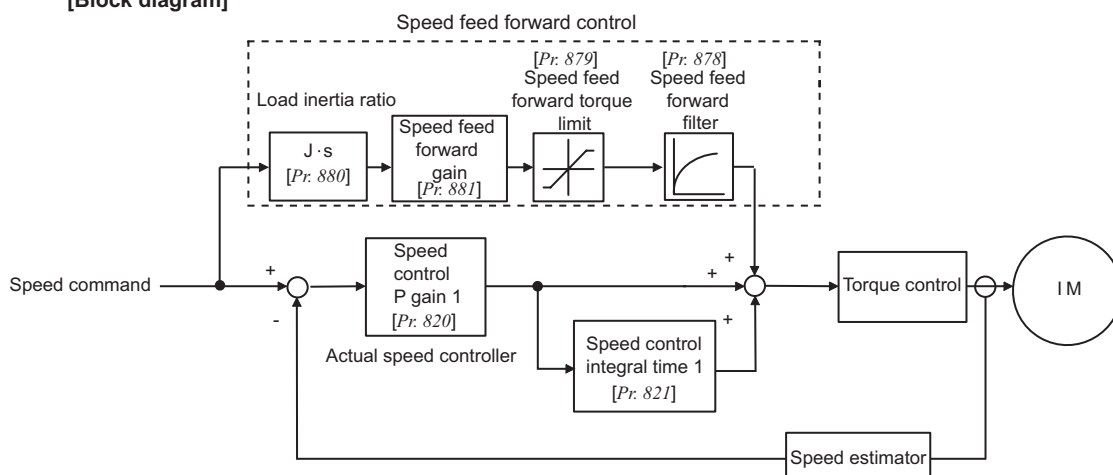 [Block diagram]
Speed feed forward control
Load inertia ratio
J·s
[Pr. 880]
Speed feed
forward
gain
[Pr. 881]
[Pr. 879]
Speed feed
forward torque
limit
[Pr. 878]
Speed feed
forward
filter
Speed command
+
-
Speed
control
P gain 1
[Pr. 820]
Actual speed controller
Speed control
integral time 1
[Pr. 821]
+
+
+
Torque control
IM
Speed estimator